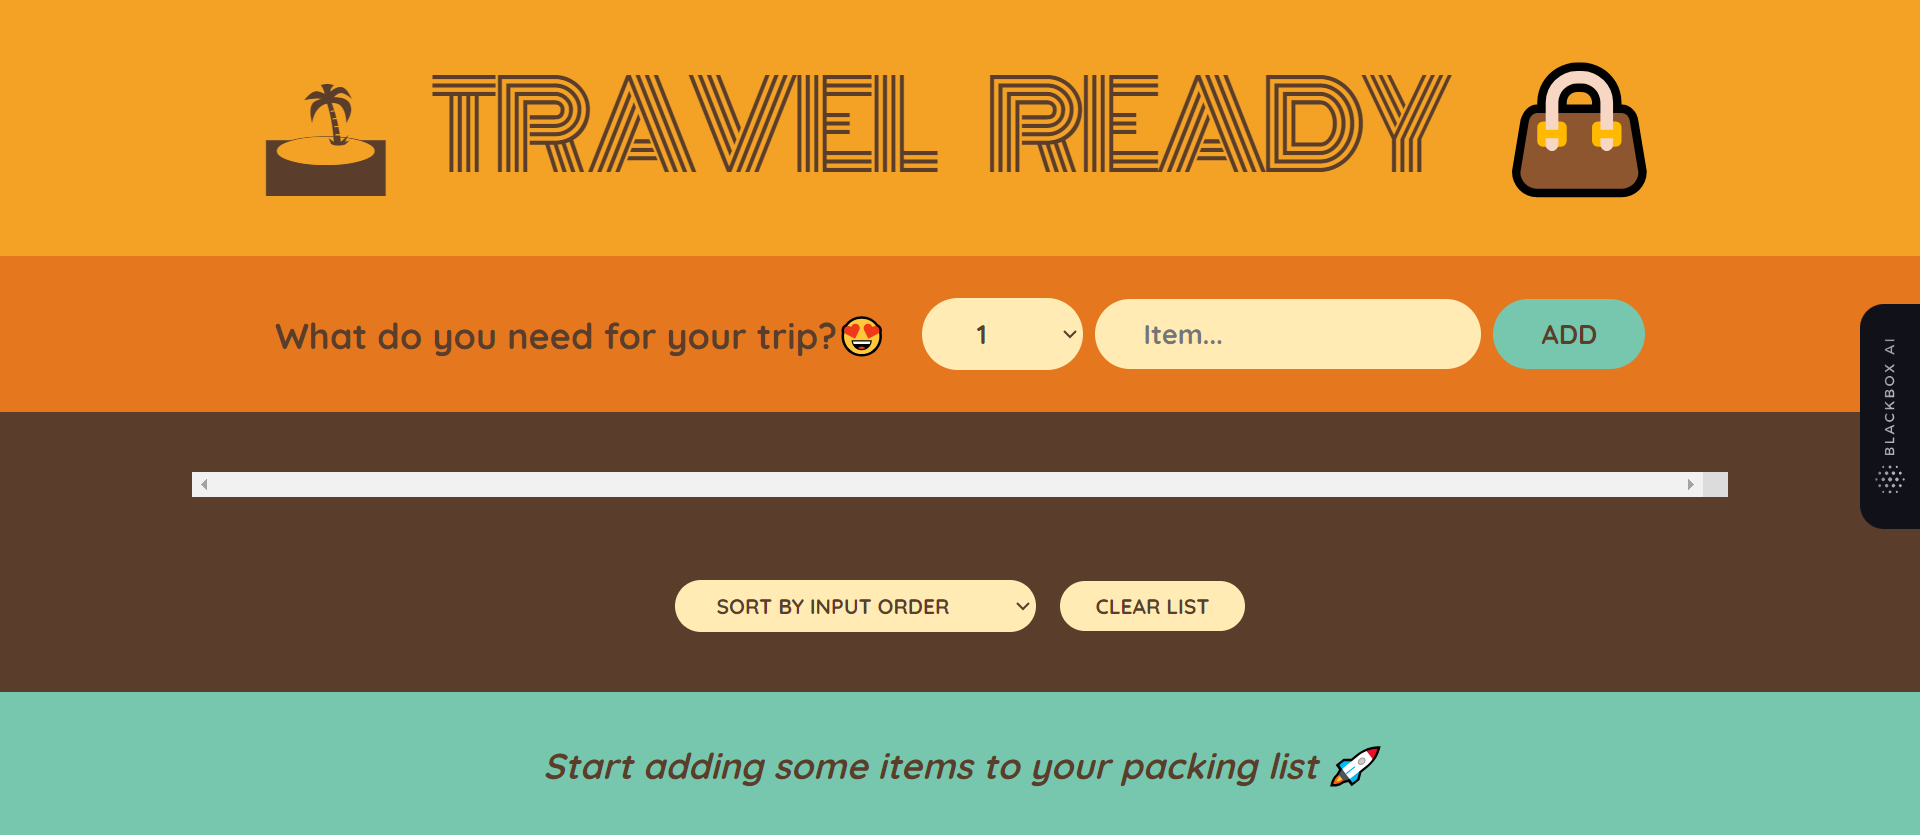 TRAVEL READY
What do you need for your trip?😍
1
Item...
ADD
BLACKBOX AI
SORT BY INPUT ORDER
CLEAR LIST
Start adding some items to your packing list 🚀